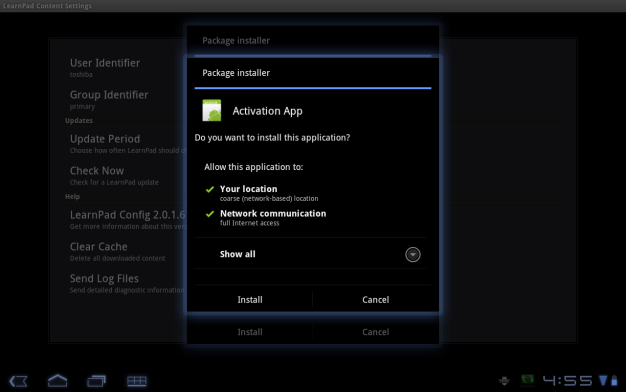 LearnPad Content Settings
Package installer
User Identifier
toshiba
Group Identifier
primary
Updates
Update Period
Choose how often LearnPad should
Check Now
Check for a LearnPad update
Help
LearnPad Config 2.0.1.6
Get more information about this
Clear Cache
Delete all downloaded content
Send Log Files
Send detailed diagnostic information
Package installer
Activation App
Do you want to install this application?
Allow this application to:
Your location
coarse (network-based) location
Network communication
full Internet access
Show all
Install Cancel
Install Cancel
4:55